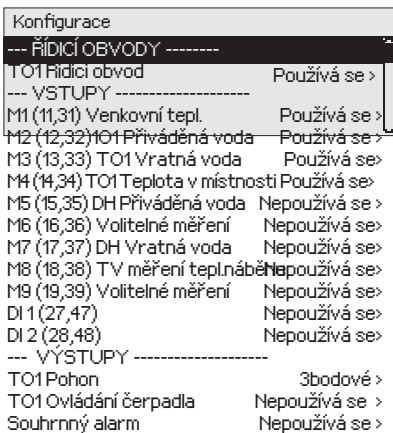 Konfigurace
--- ŘÍDICÍ OBVODY --------
TO1 Řídicí obvod Používá se >
--- VSTUPY --------------------
M1 (11,31) Venkovní tepl. Používá se >
M2 (12,32)1O1 Přiváděná voda Používá se >
M3 (13,33) TO1 Vratná voda Používá se>
M4 (14,34) TO1 Teplota v místnosti Používá se>
M5 (15,35) DH Přiváděná voda Nepoužívá se >
M6 (16,36) Volitelné měření Nepoužívá se>
M7 (17,37) DH Vratná voda Nepoužívá se>
M8 (18,38) TV měření tepl.náběhu Nepoužívá se>
M9 (19,39) Volitelné měření Nepoužívá se>
DI 1 (27,47) Nepoužívá se>
DI 2 (28,48) Nepoužívá se>
--- VÝSTUPY --------------------
TO1 Pohon 3bodové >
TO1 Ovládání čerpadla Nepoužívá se >
Souhrnný alarm Nepoužívá se >